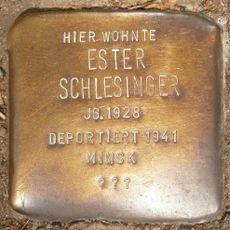 HIER WOHNTE
ESTER
SCHLESINGER
JG. 1928
DEPORTIERT 1941
MINSK
? ? ?